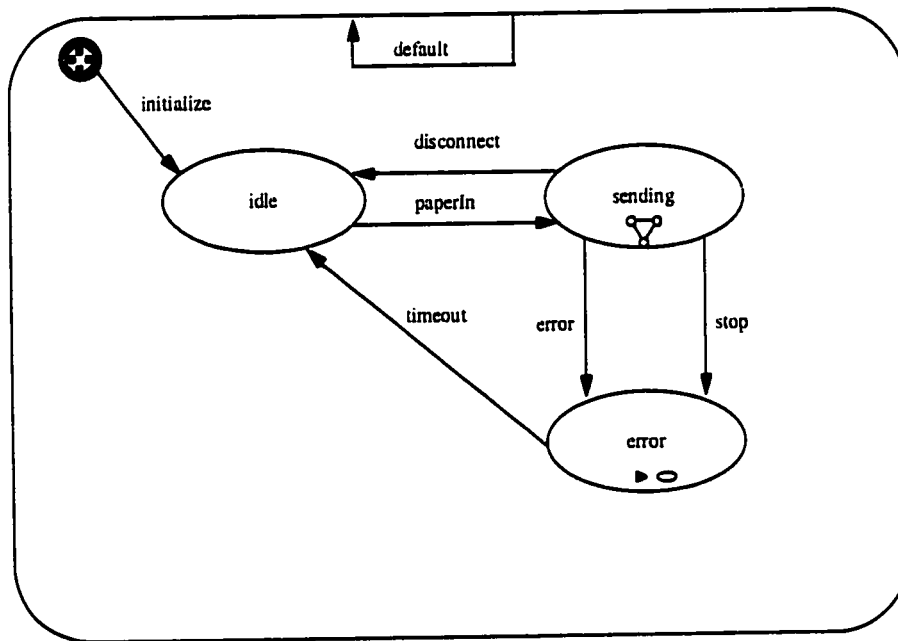 default
initialize
disconnect
idle
paperIn
sending
timeout
error
stop
error